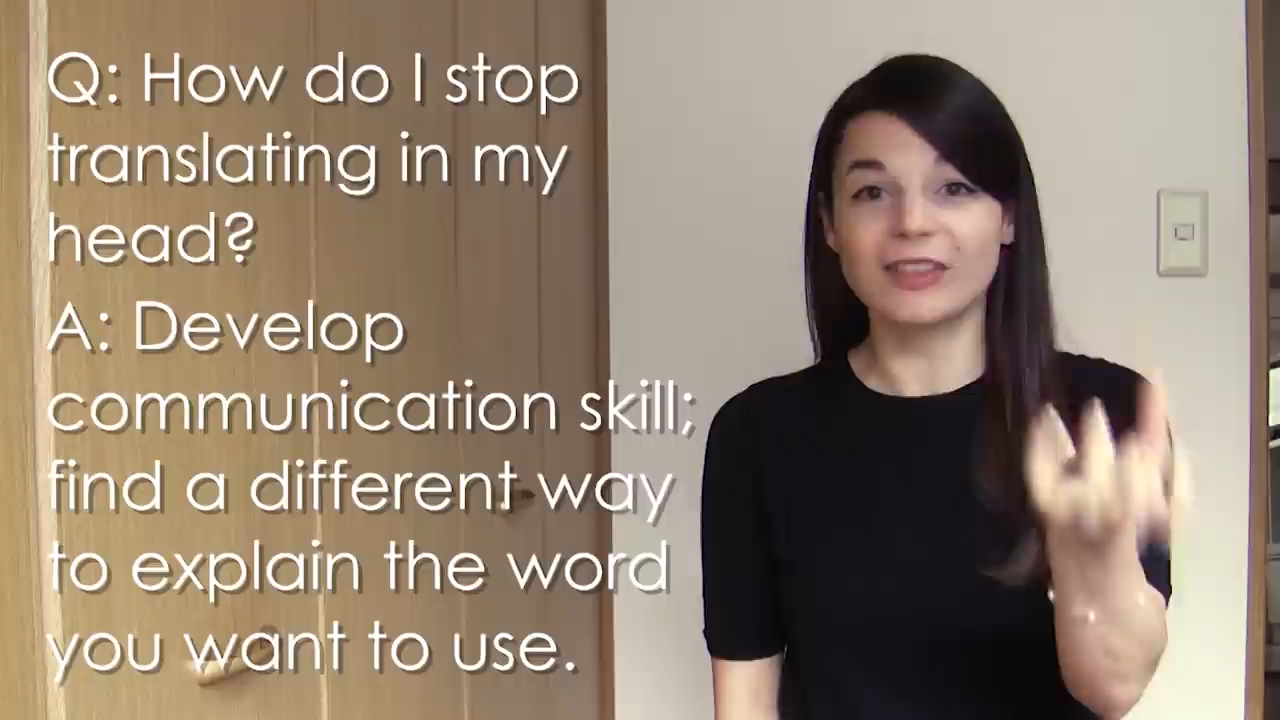 Q: How do I stop
translating in my
head?
A: Develop
communication skill;
find a different way
to explain the word
you want to use.